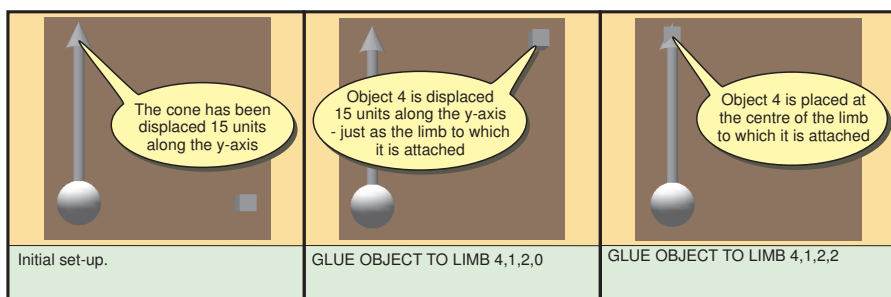 The cone has been
displaced 15 units
along the y-axis
Object 4 is displaced
15 units along the y-axis
- just as the limb to which
it is attached
Object 4 is placed at
the centre of the limb
to which it is attached
Initial set-up.
GLUE OBJECT TO LIMB 4,1,2,0
GLUE OBJECT TO LIMB 4,1,2,2